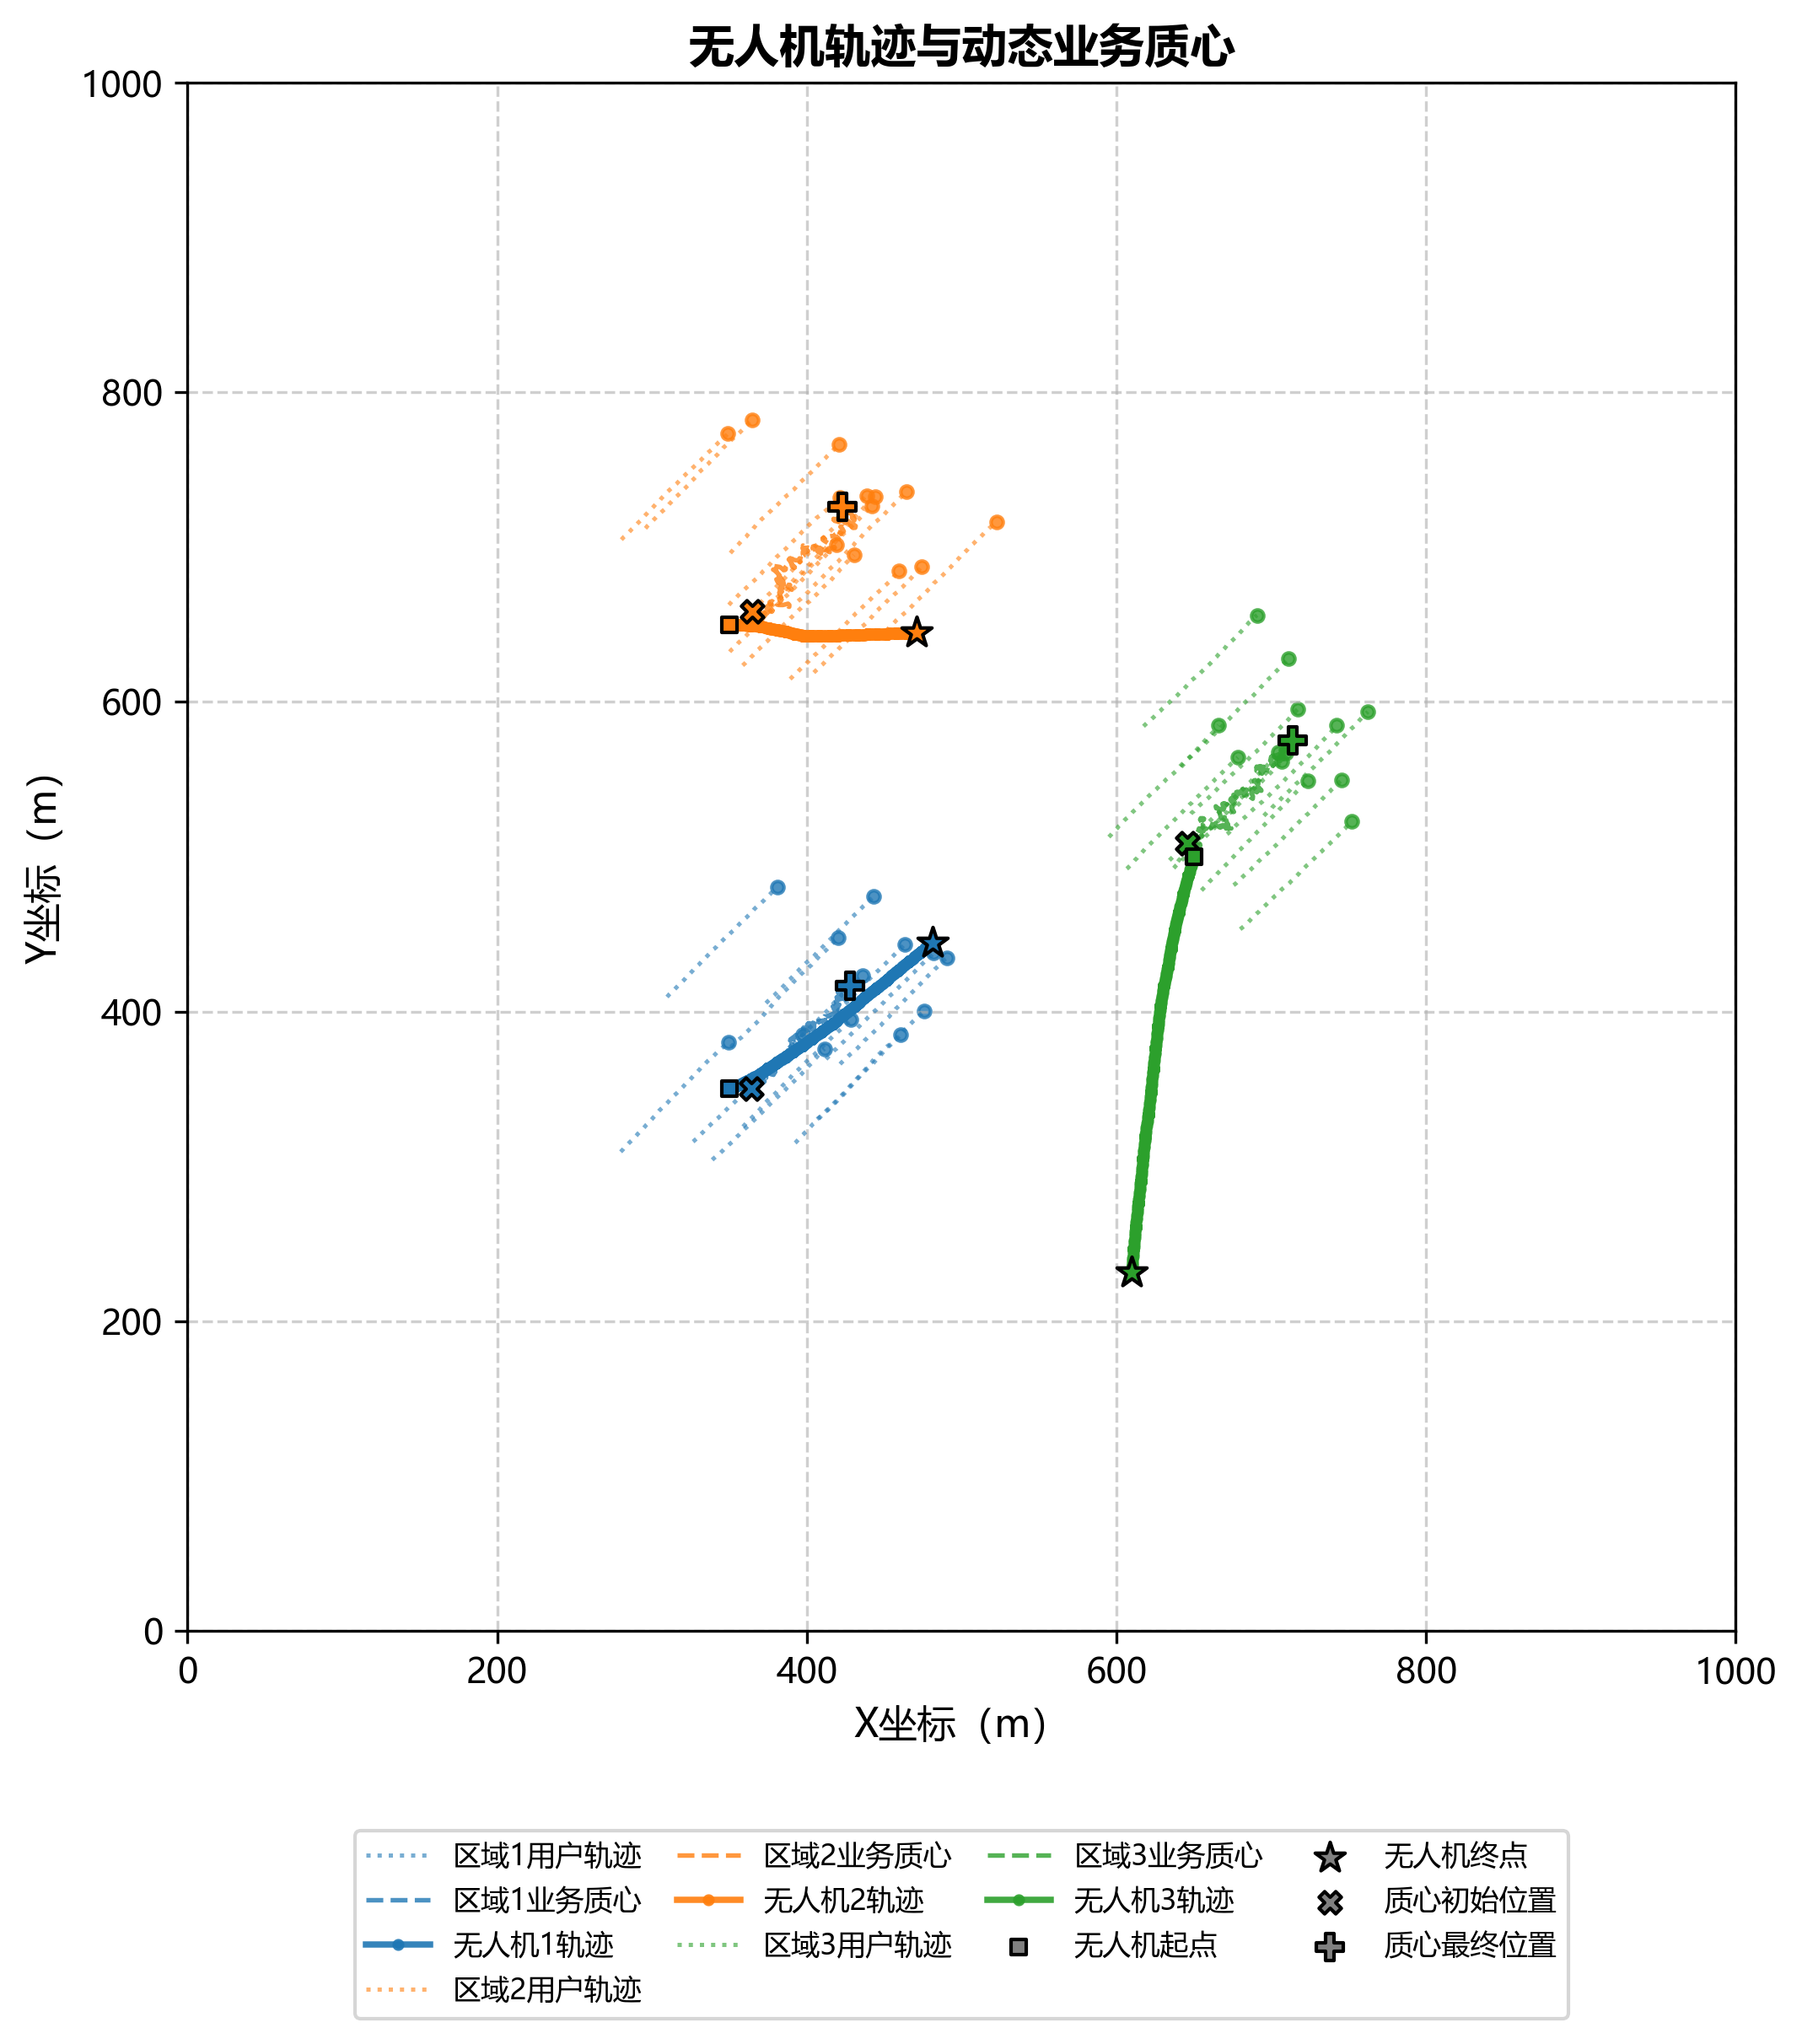 无人机轨迹与动态业务质心
1000
800
600
400
200
0
Y坐标（m）
0 200 400 600 800 1000
X坐标（m）
区域1用户轨迹
区域1业务质心
无人机1轨迹
区域2用户轨迹
区域2业务质心
无人机2轨迹
区域3用户轨迹
区域3业务质心
无人机3轨迹
无人机起点
无人机终点
质心初始位置
质心最终位置